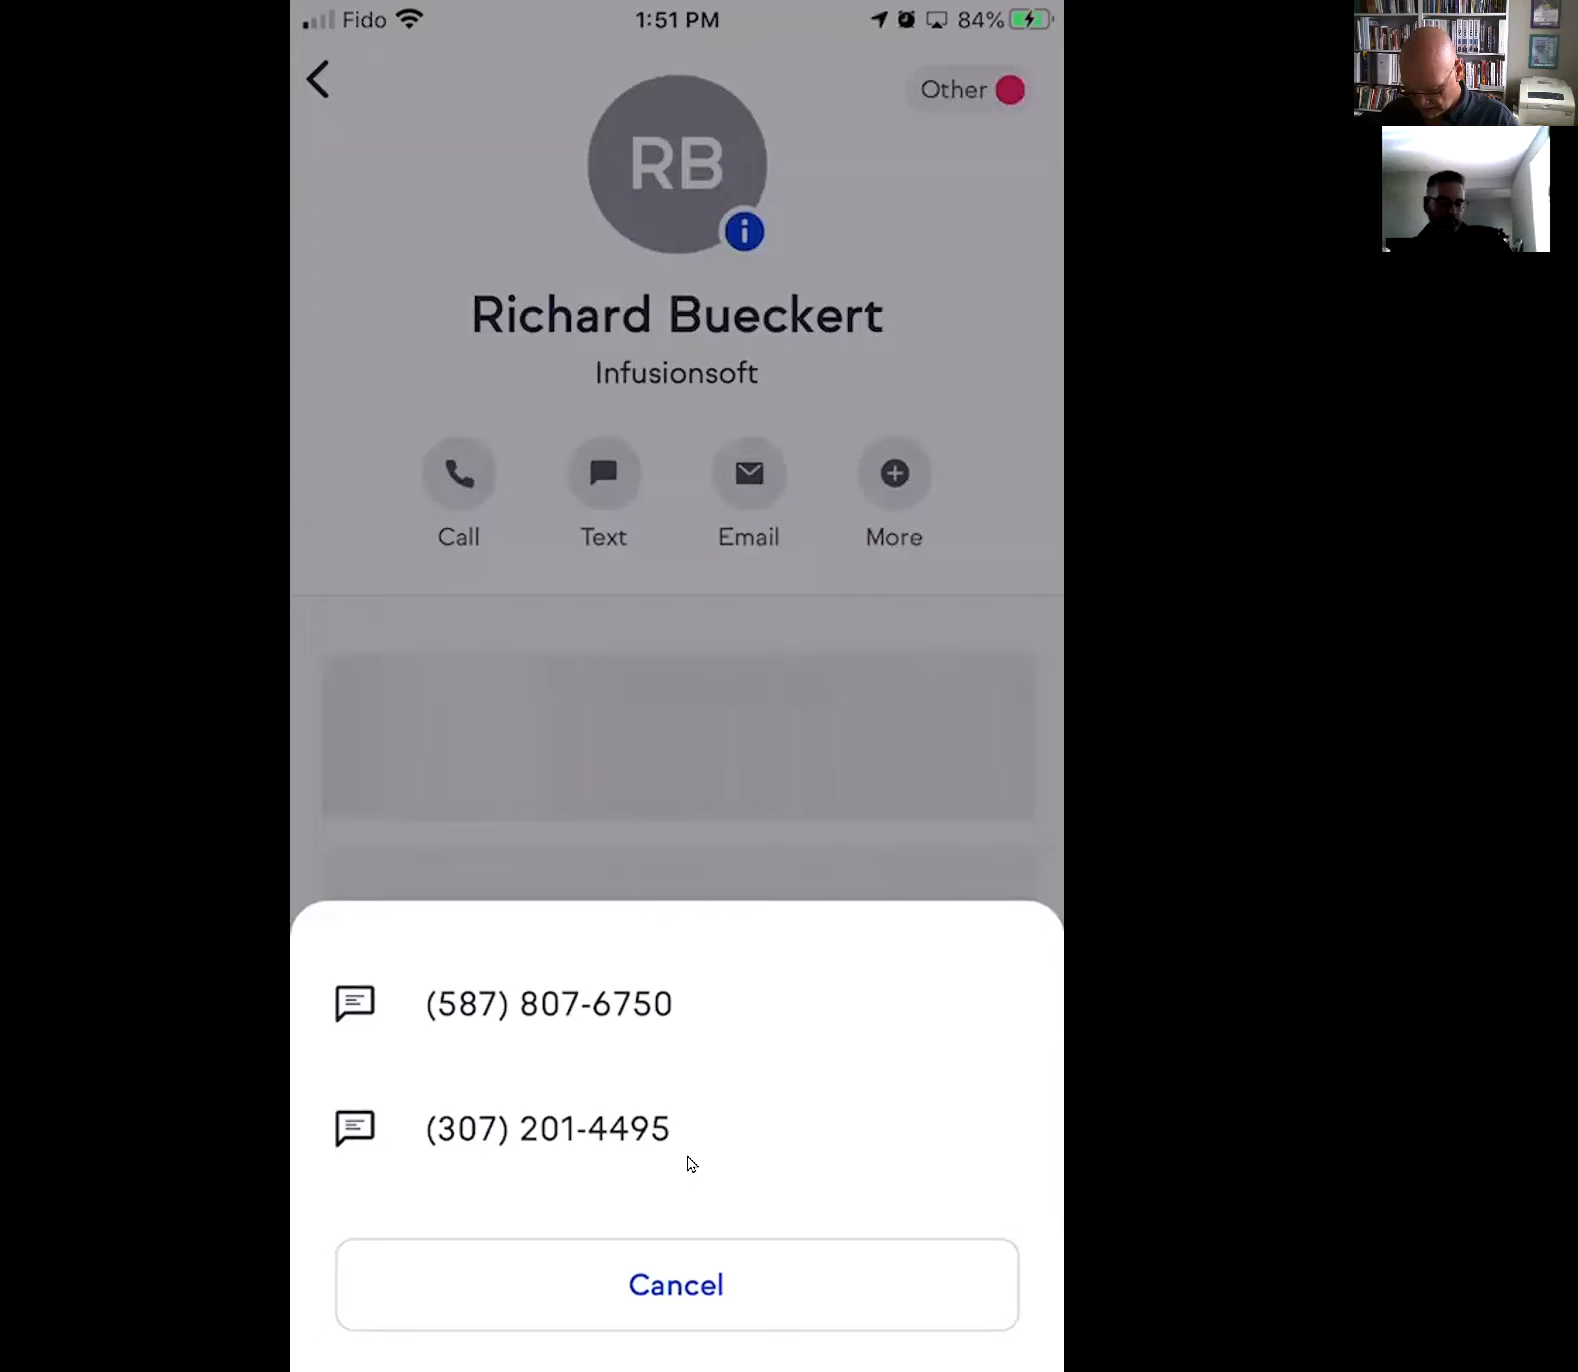 Fido 1:51 PM 84%
Other
RB
i
Richard Bueckert
Infusionsoft
Call Text Email More
(587) 807-6750
(307) 201-4495
Cancel